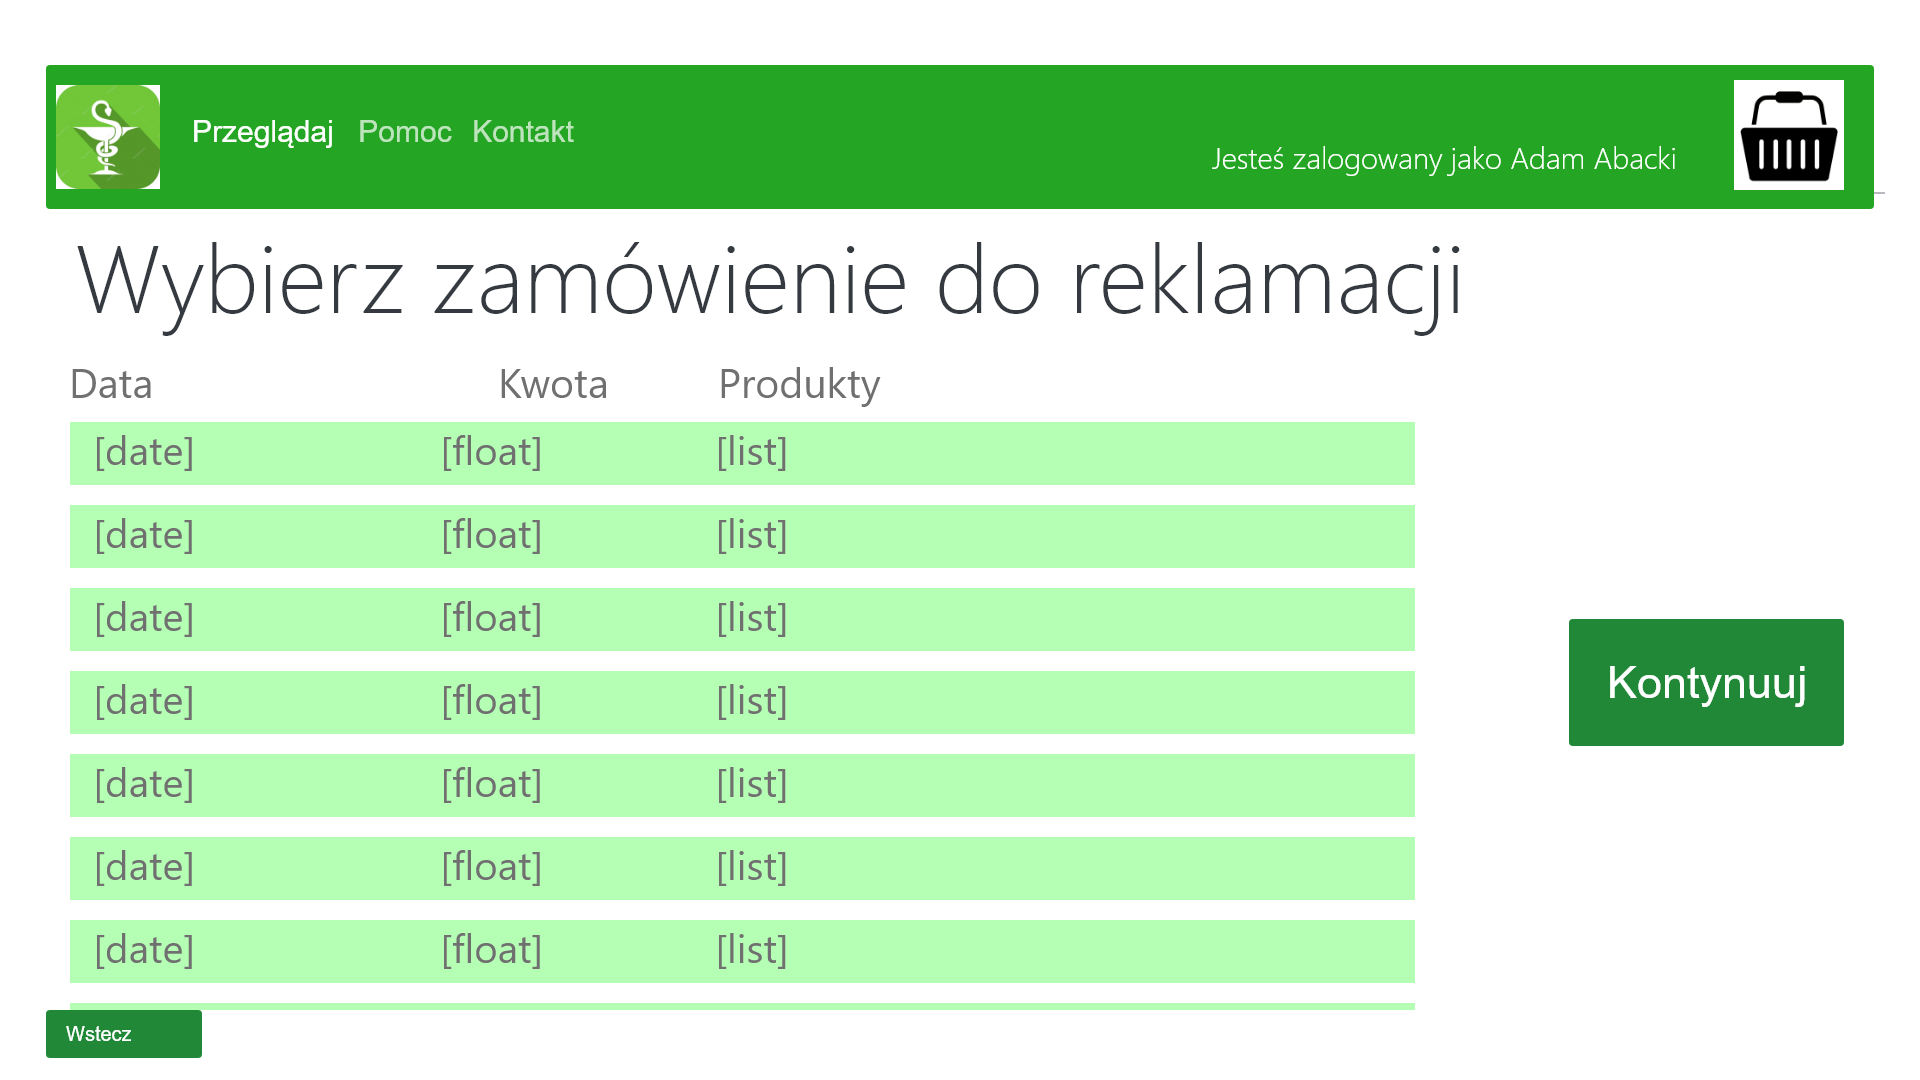 Przeglądaj Pomoc Kontakt
Jesteś zalogowany jako Adam Abacki
Wybierz zamówienie do reklamacji
Data Kwota Produkty
[date] [float] [list]
[date] [float] [list]
[date] [float] [list]
[date] [float] [list]
[date] [float] [list]
[date] [float] [list]
[date] [float] [list]
Kontynuuj
Wstecz